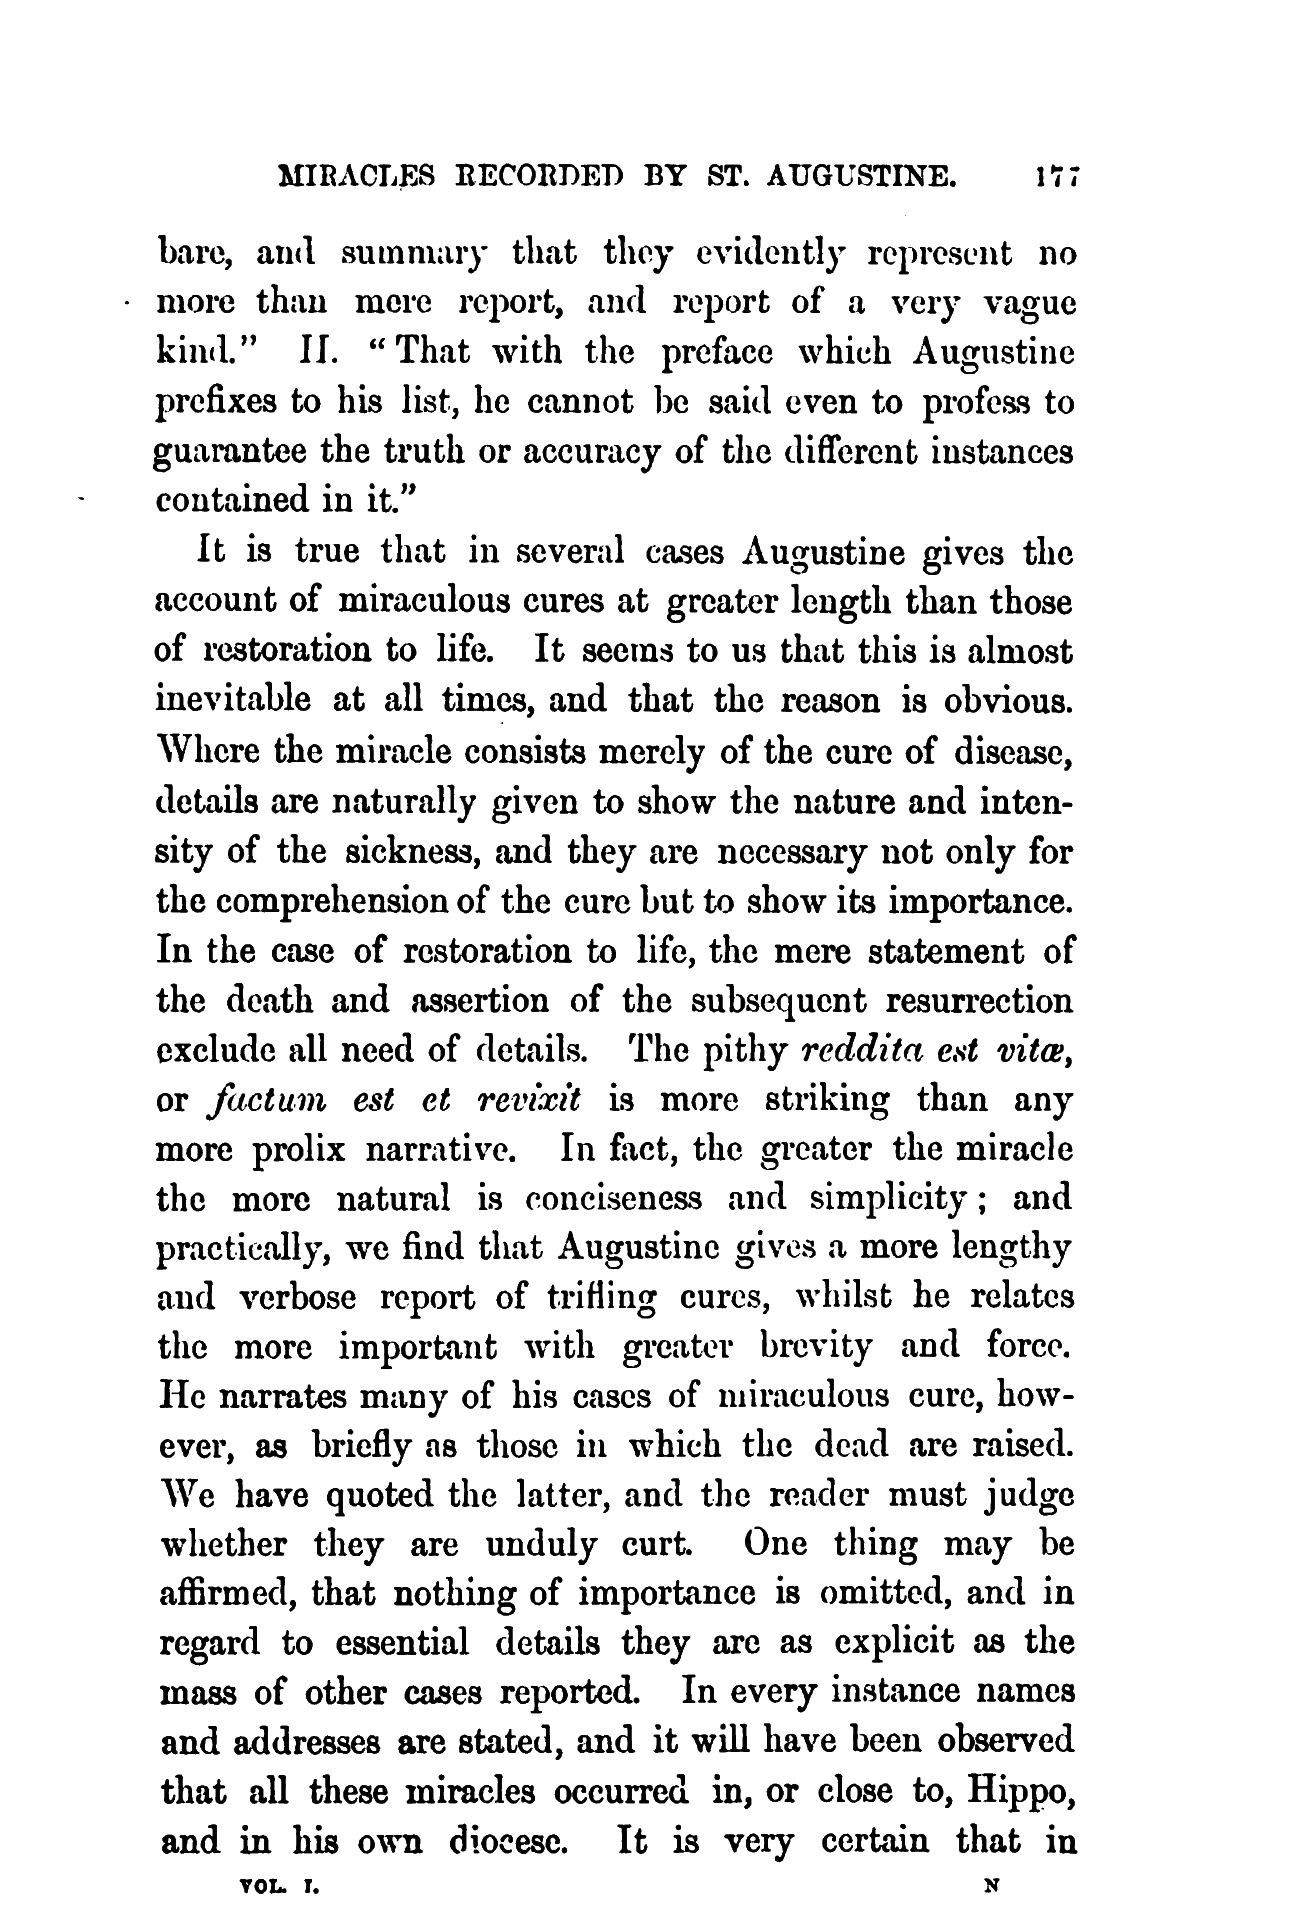 MIRACLES RECORDED BY ST. AUGUSTINE. 177
bare, and summary that they evidently represent no
more than mere report, and report of a very vague
kind.” II. “That with the preface which Augustine
prefixes to his list, he cannot be said even to profess to
guarantee the truth or accuracy of the different instances
contained in it.”
It is true that in several cases Augustine gives the
account of miraculous cures at greater length than those
of restoration to life. It seems to us that this is almost
inevitable at all times, and that the reason is obvious.
Where the miracle consists merely of the cure of disease,
details are naturally given to show the nature and inten-
sity of the sickness, and they are necessary not only for
the comprehension of the cure but to show its importance.
In the case of restoration to life, the mere statement of
the death and assertion of the subsequent resurrection
exclude all need of details. The pithy reddita est vitæ,
or factum est et revixit is more striking than any
more prolix narrative. In fact, the greater the miracle
the more natural is conciseness and simplicity; and
practically, we find that Augustine gives a more lengthy
and verbose report of trifling cures, whilst he relates
the more important with greater brevity and force.
He narrates many of his cases of miraculous cure, how-
ever, as briefly as those in which the dead are raised.
We have quoted the latter, and the reader must judge
whether they are unduly curt. One thing may be
affirmed, that nothing of importance is omitted, and in
regard to essential details they are as explicit as the
mass of other cases reported. In every instance names
and addresses are stated, and it will have been observed
that all these miracles occurred in, or close to, Hippo,
and in his own diocese. It is very certain that in
VOL. I. N